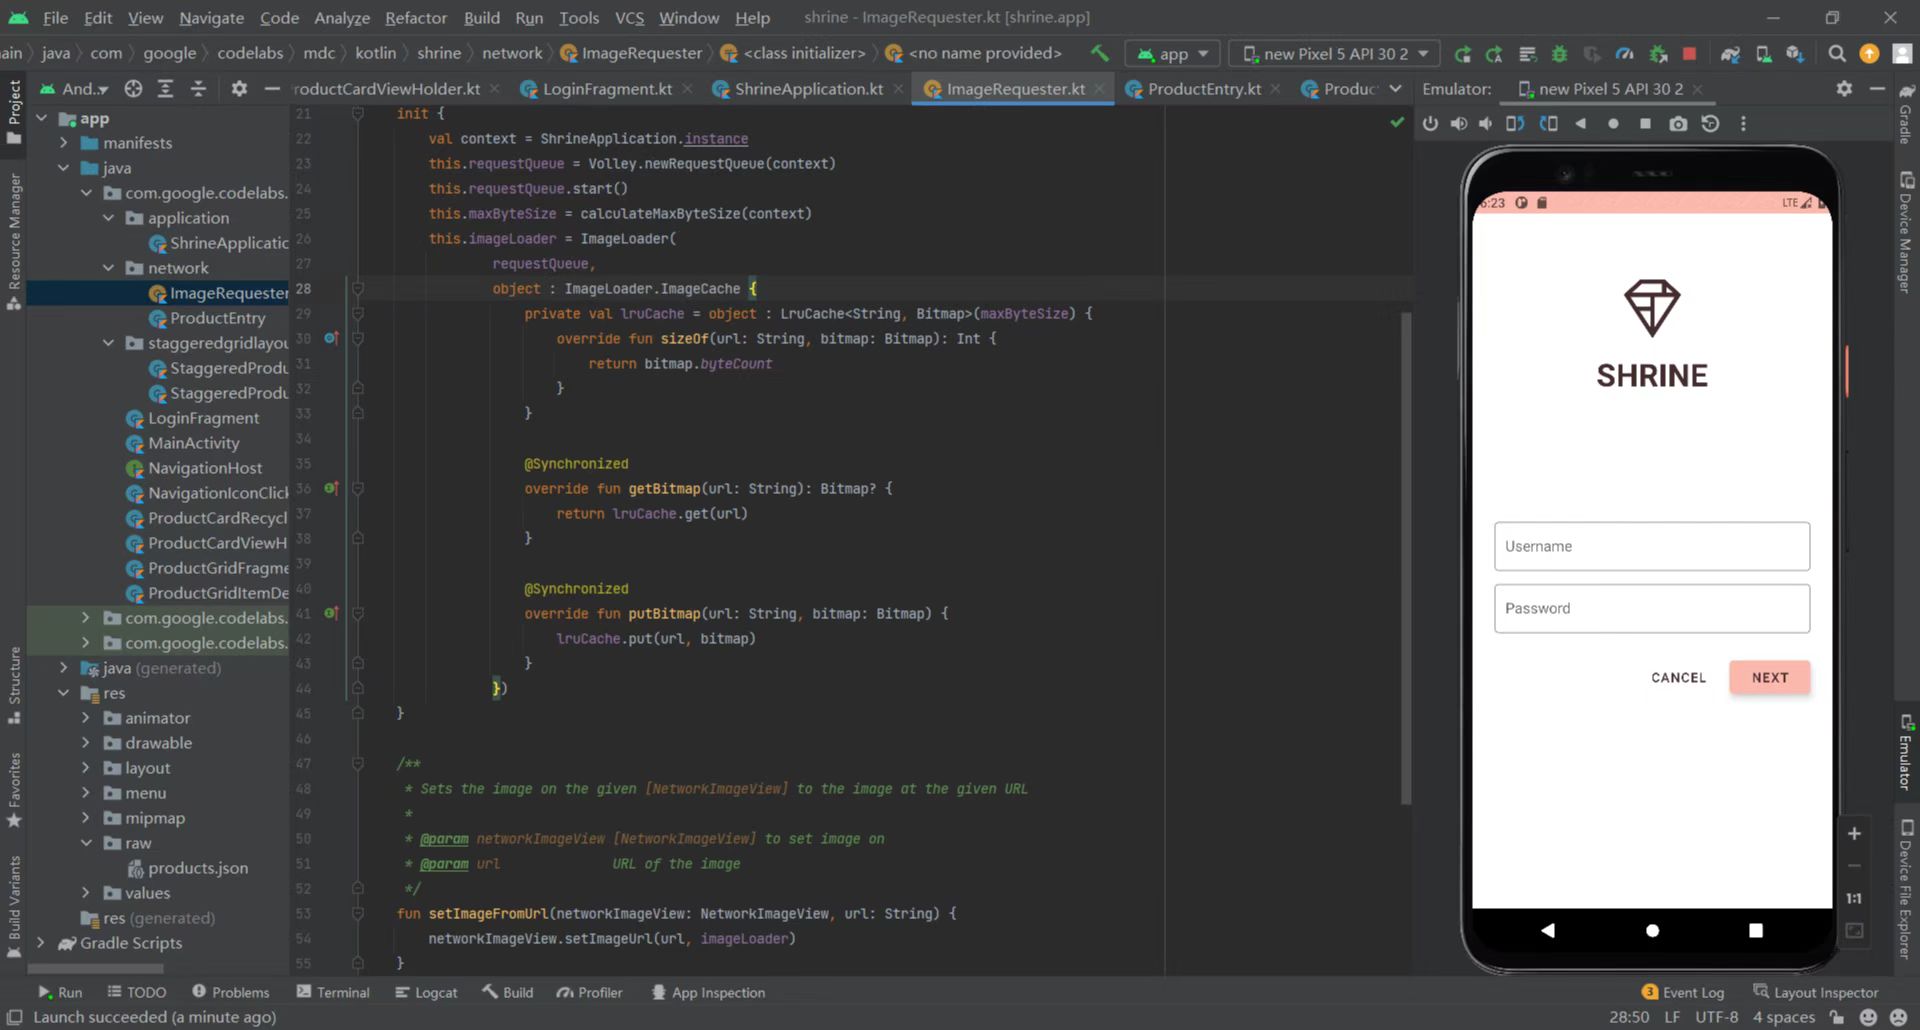 File Edit View Navigate Code Analyze Refactor Build Run Tools VCS Window Help shrine - ImageRequester.kt [shrine.app]
ain java com google codelabs mdc kotlin shrine network ImageRequester <class initializer> <no name provided> app new Pixel 5 API 30 2
And.. roductCardViewHolder.kt LoginFragment.kt ShrineApplication.kt ImageRequester.kt ProductEntry.kt Produc Emulator: new Pixel 5 API 30 2
Project
Resource Manager
Structure
Favorites
Build Variants
app
manifests
java
com.google.codelabs.
application
ShrineApplicatic
network
ImageRequester
ProductEntry
staggeredgridlayou
StaggeredProdu
StaggeredProdu
LoginFragment
MainActivity
NavigationHost
NavigationIconClick
ProductCardRecycl
ProductCardViewH
ProductGridFragme
ProductGridItemDe
com.google.codelabs.
com.google.codelabs.
java (generated)
res
animator
drawable
layout
menu
mipmap
raw
products.json
values
res (generated)
Gradle Scripts
21 init {
22 val context = ShrineApplication.instance
23 this.requestQueue = Volley.newRequestQueue(context)
24 this.requestQueue.start()
25 this.maxByteSize = calculateMaxByteSize(context)
26 this.imageLoader = ImageLoader(
27 requestQueue,
28 object : ImageLoader.ImageCache {
29 private val lruCache = object : LruCache<String, Bitmap>(maxByteSize) {
30 override fun sizeOf(url: String, bitmap: Bitmap): Int {
31 return bitmap.byteCount
32 }
33 }
34
35 @Synchronized
36 override fun getBitmap(url: String): Bitmap? {
37 return lruCache.get(url)
38 }
39
40 @Synchronized
41 override fun putBitmap(url: String, bitmap: Bitmap) {
42 lruCache.put(url, bitmap)
43 }
44 })
45 }
46
47 /**
48 * Sets the image on the given [NetworkImageView] to the image at the given URL
49 *
50 * @param networkImageView [NetworkImageView] to set image on
51 * @param url URL of the image
52 */
53 fun setImageFromUrl(networkImageView: NetworkImageView, url: String) {
54 networkImageView.setImageUrl(url, imageLoader)
55 }
6:23 LTE
SHRINE
Username
Password
CANCEL NEXT
1:1
Gradle
Device Manager
Emulator
Device File Explorer
Run TODO Problems Terminal Logcat Build Profiler App Inspection 3 Event Log Layout Inspector
Launch succeeded (a minute ago) 28:50 LF UTF-8 4 spaces